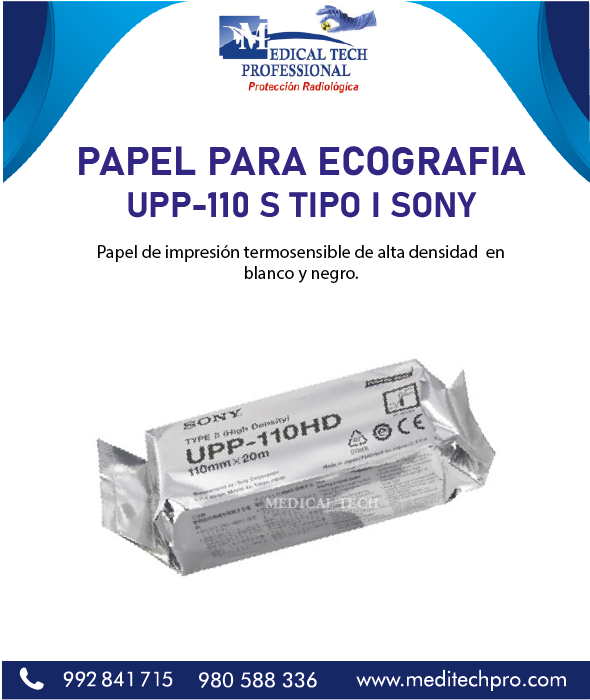 MEDICAL TECH
PROFESSIONAL
Protección Radiológica
PAPEL PARA ECOGRAFIA
UPP-110 S TIPO I SONY
Papel de impresión termosensible de alta densidad en
blanco y negro.
SONY
TYPE II (High Density)
UPP-110HD
110mm×20m
MEDICAL TECH
992 841 715 980 588 336 www.meditechpro.com